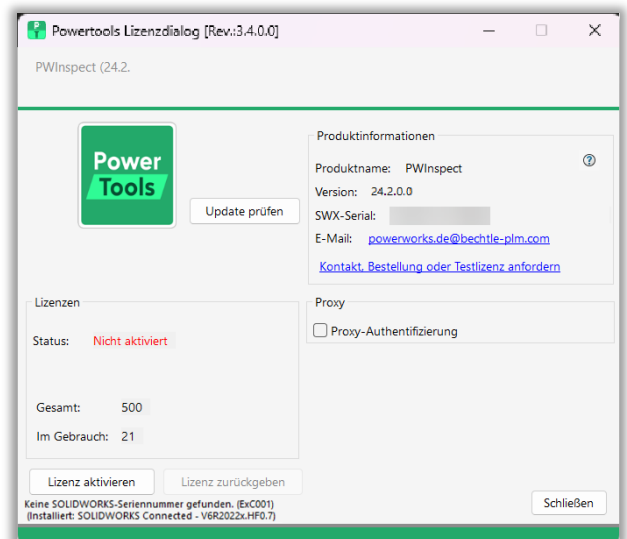 Powertools Lizenzdialog [Rev.:3.4.0.0]
PWInspect (24.2.
Power
Tools
Update prüfen
Produktinformationen
Produktname: PWInspect
Version: 24.2.0.0
SWX-Serial:
E-Mail: powerworks.de@bechtle-plm.com
Kontakt, Bestellung oder Testlizenz anfordern
Lizenzen
Status: Nicht aktiviert
Gesamt: 500
Im Gebrauch: 21
Proxy
Proxy-Authentifizierung
Lizenz aktivieren
Lizenz zurückgeben
Keine SOLIDWORKS-Seriennummer gefunden. (ExC001)
(Installiert: SOLIDWORKS Connected - V6R2022x.HF0.7)
Schließen